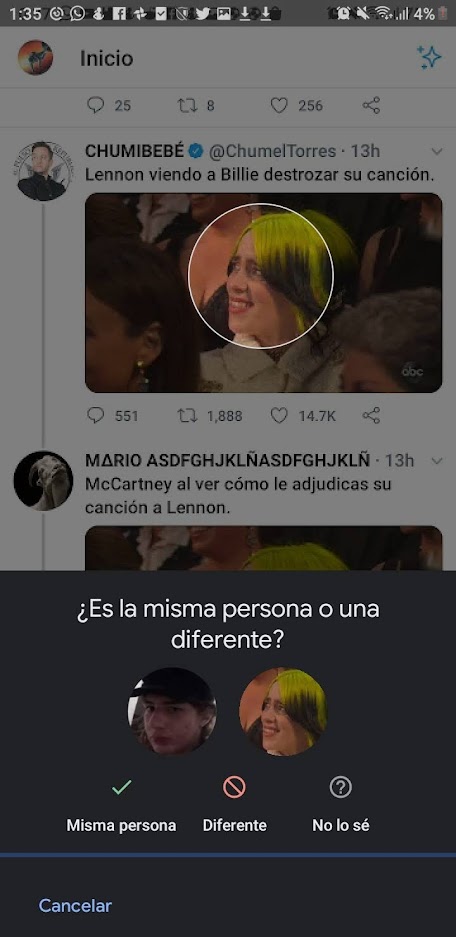 1:35
4%
Inicio
25 8 256
CHUMIBEBÉ @ChumelTorres · 13h
Lennon viendo a Billie destrozar su canción.
abc
551 1,888 14.7K
MΔRIO ASDFGHJKLÑASDFGHJKLÑ · 13h
McCartney al ver cómo le adjudicas su
canción a Lennon.
¿Es la misma persona o una
diferente?
Misma persona Diferente No lo sé
Cancelar